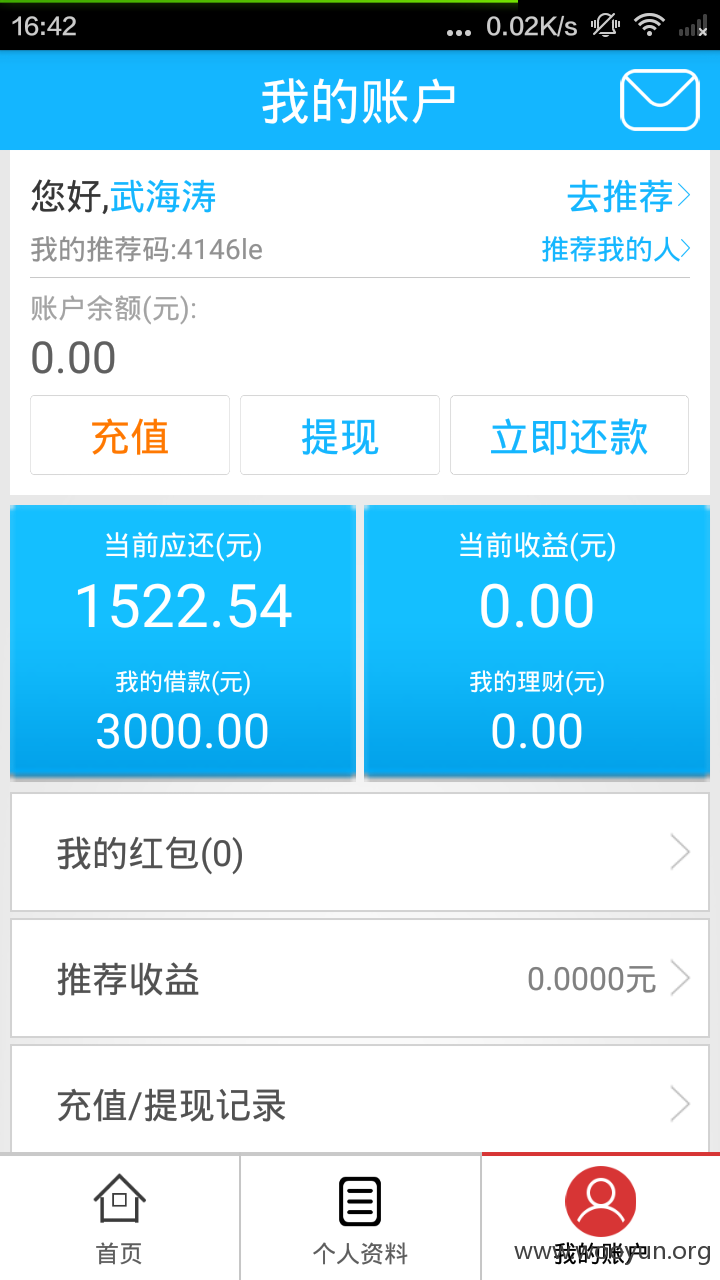 16:42 ... 0.02K/s
我的账户
您好,武海涛 去推荐
我的推荐码:4146le 推荐我的人
账户余额(元):
0.00
充值 提现 立即还款
当前应还(元) 当前收益(元)
1522.54 0.00
我的借款(元) 我的理财(元)
3000.00 0.00
我的红包(0)
推荐收益 0.0000元
充值/提现记录
首页 个人资料 我的账户